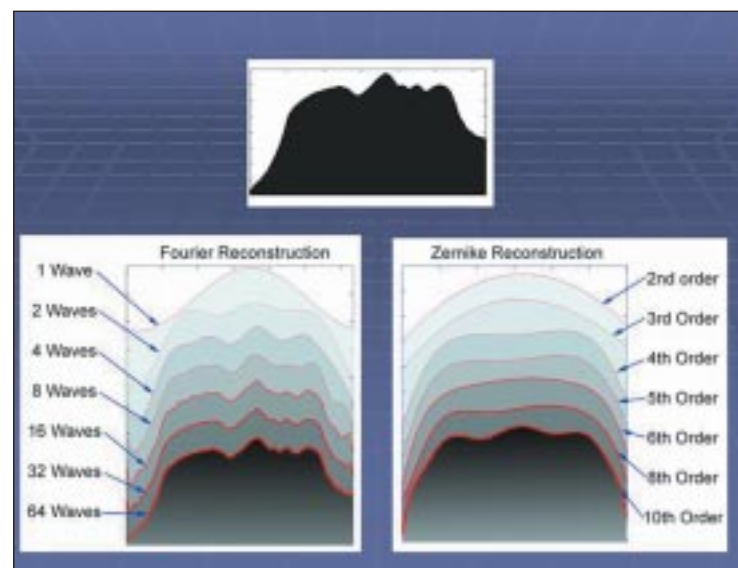 Fourier Reconstruction
1 Wave
2 Waves
4 Waves
8 Waves
16 Waves
32 Waves
64 Waves
Zernike Reconstruction
2nd order
3rd Order
4th Order
5th Order
6th Order
8th Order
10th Order